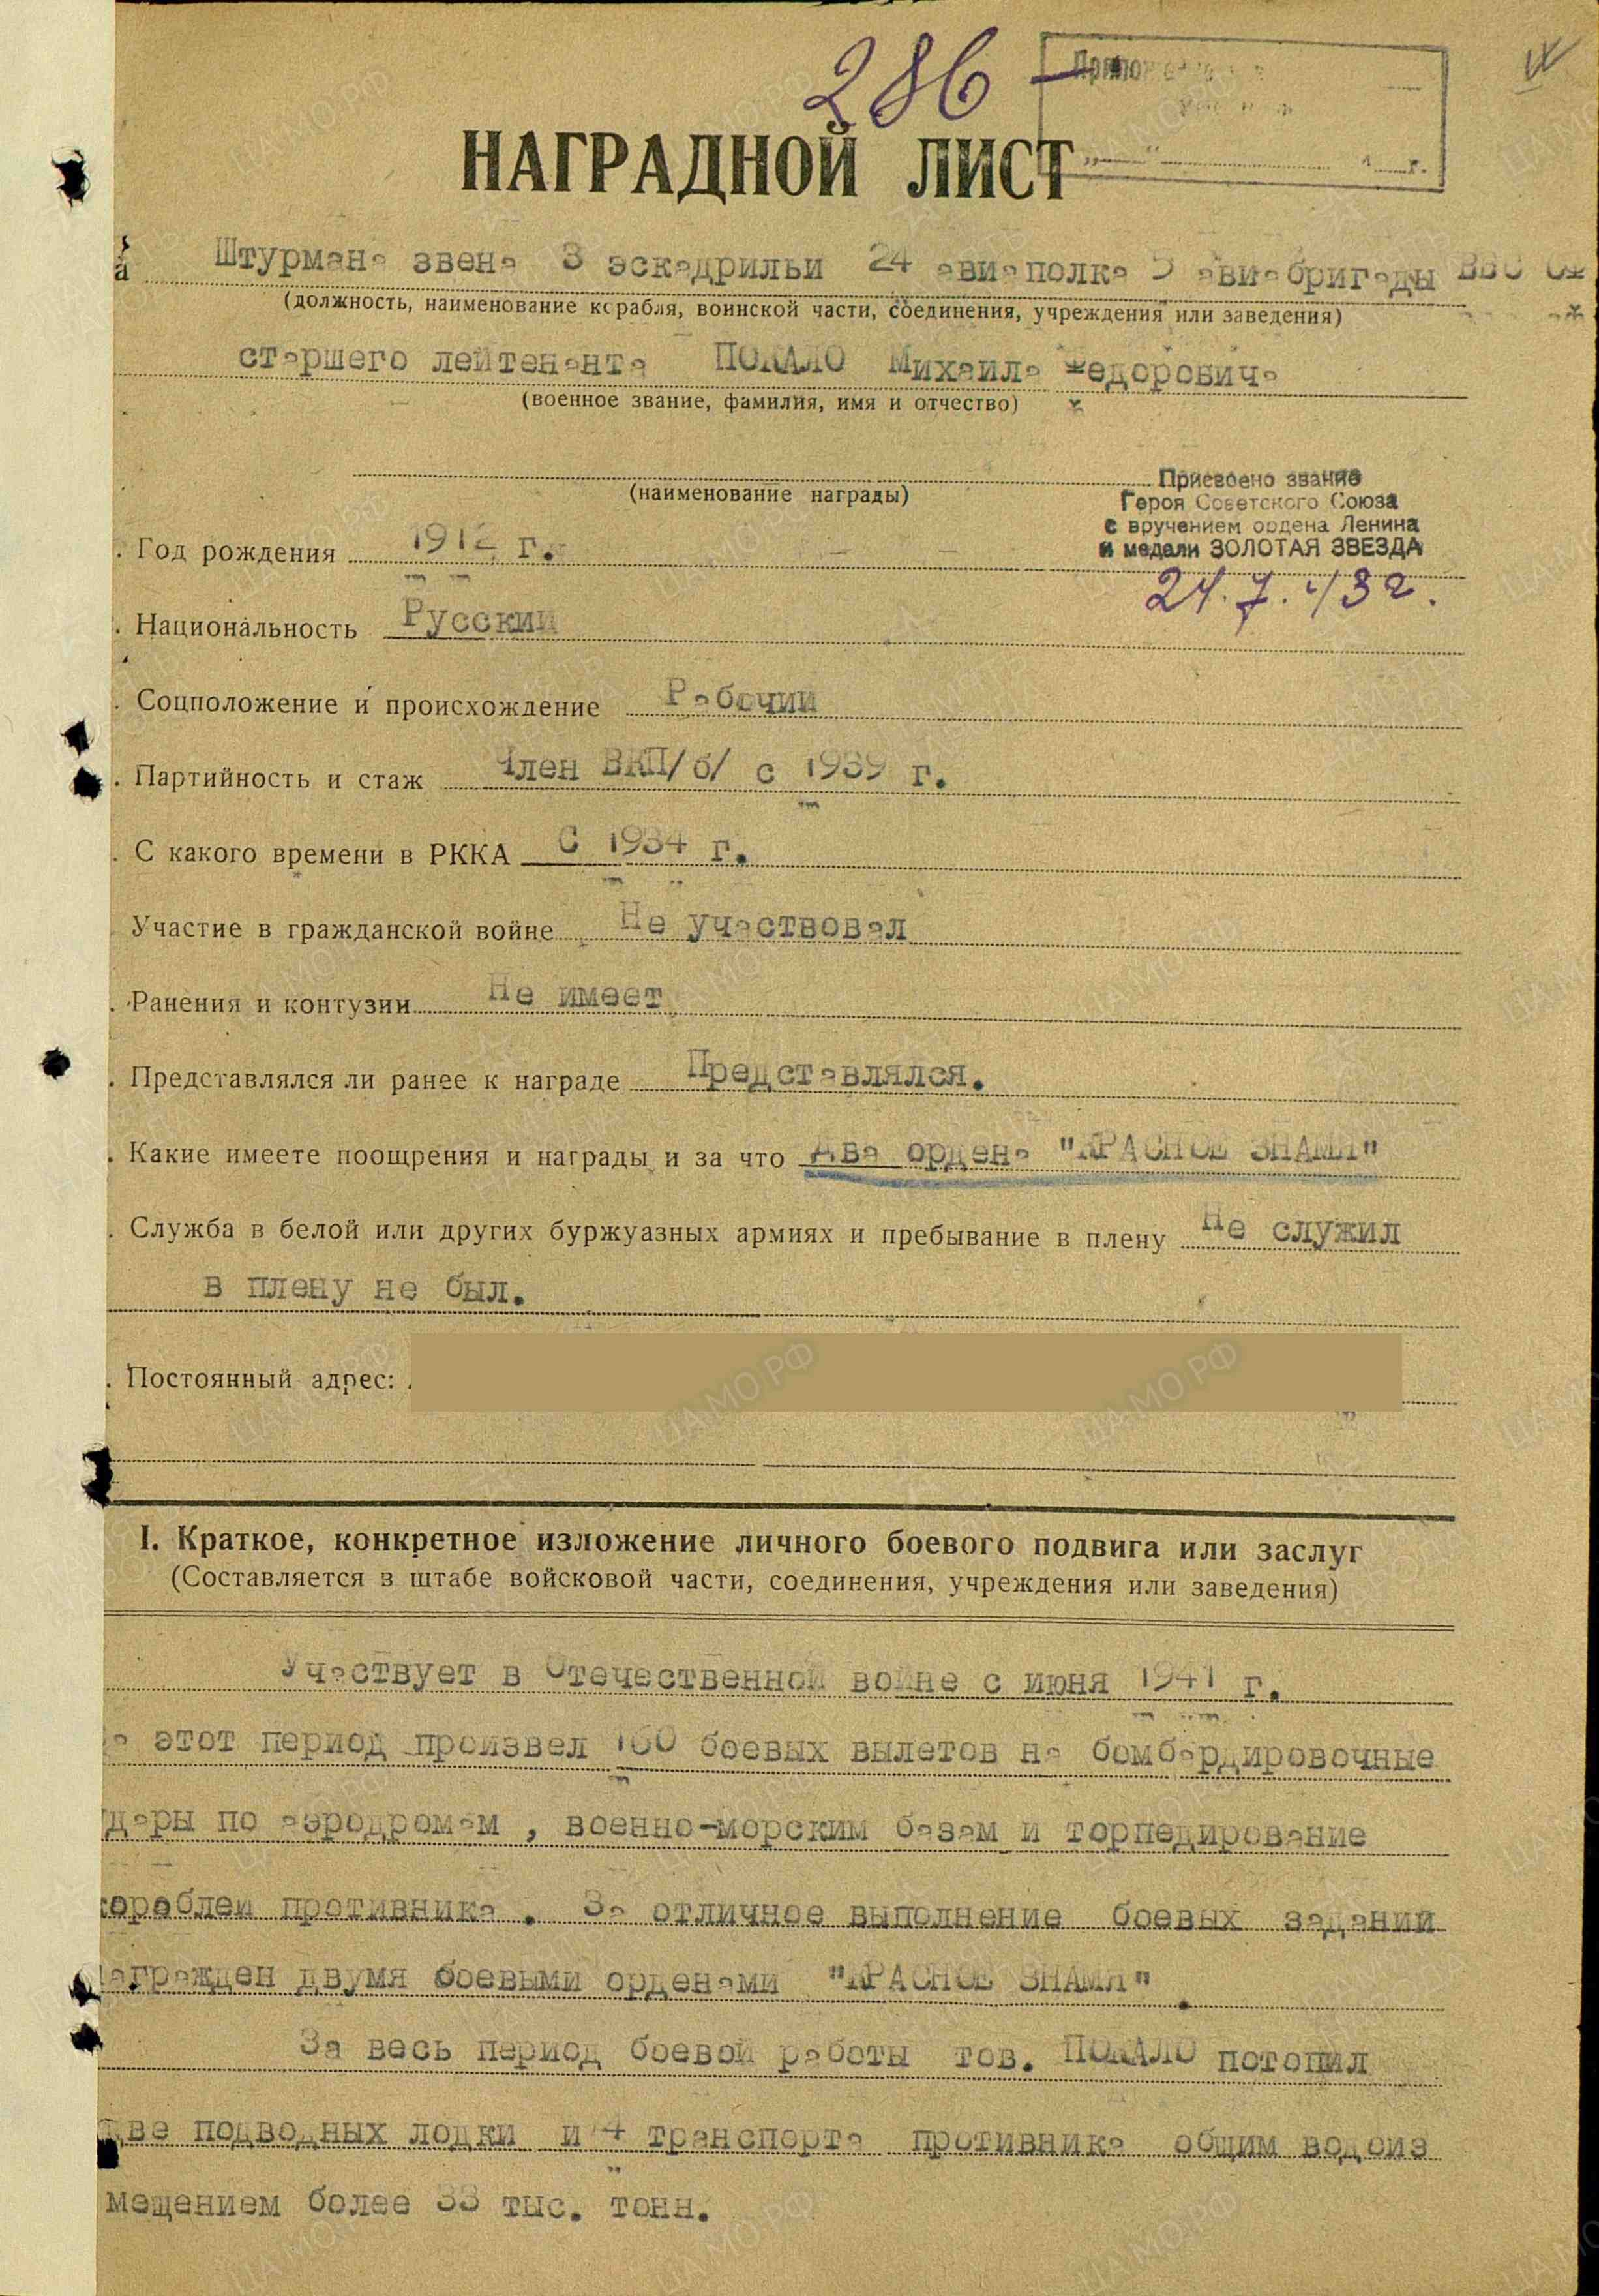 286 -
НАГРАДНОЙ ЛИСТ
Штурмана звена 3 эскадрильи 24 авиаполка 5 авиабригады ВВС СФ
(должность, наименование корабля, воинской части, соединения, учреждения или заведения)
старшего лейтенанта ПОКАЛО Михаила Федоровича
(военное звание, фамилия, имя и отчество)
(наименование награды)
Присвоено звание
Героя Советского Союза
с вручением ордена Ленина
и медали ЗОЛОТАЯ ЗВЕЗДА
24.7.43г.
. Год рождения 1912 г.
. Национальность Русский
. Соцположение и происхождение Рабочий
. Партийность и стаж Член ВКП/б/ с 1939 г.
. С какого времени в РККА С 1934 г.
. Участие в гражданской войне Не участвовал
. Ранения и контузии Не имеет
. Представлялся ли ранее к награде Представлялся.
. Какие имеете поощрения и награды и за что Два ордена "КРАСНОЕ ЗНАМЯ"
. Служба в белой или других буржуазных армиях и пребывание в плену Не служил
в плену не был.
. Постоянный адрес:
I. Краткое, конкретное изложение личного боевого подвига или заслуг
(Составляется в штабе войсковой части, соединения, учреждения или заведения)
Участвует в Отечественной войне с июня 1941 г.
За этот период произвел 160 боевых вылетов на бомбардировочные
удары по аэродромам, военно-морским базам и торпедирование
кораблей противника. За отличное выполнение боевых заданий
награжден двумя боевыми орденами "КРАСНОЕ ЗНАМЯ".
За весь период боевой работы тов. ПОКАЛО потопил
две подводных лодки и 4 транспорта противника общим водоиз
мещением более 33 тыс. тонн.